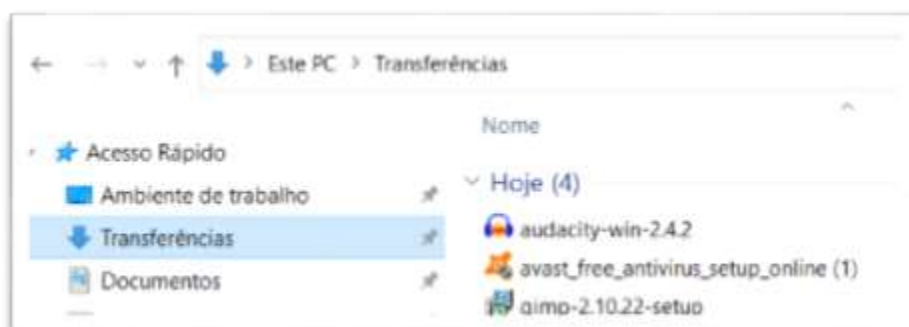 Este PC > Transferências
Nome
Acesso Rápido
Hoje (4)
Ambiente de trabalho
audacity-win-2.4.2
Transferências
avast_free_antivirus_setup_online (1)
Documentos
gimp-2.10.22-setup